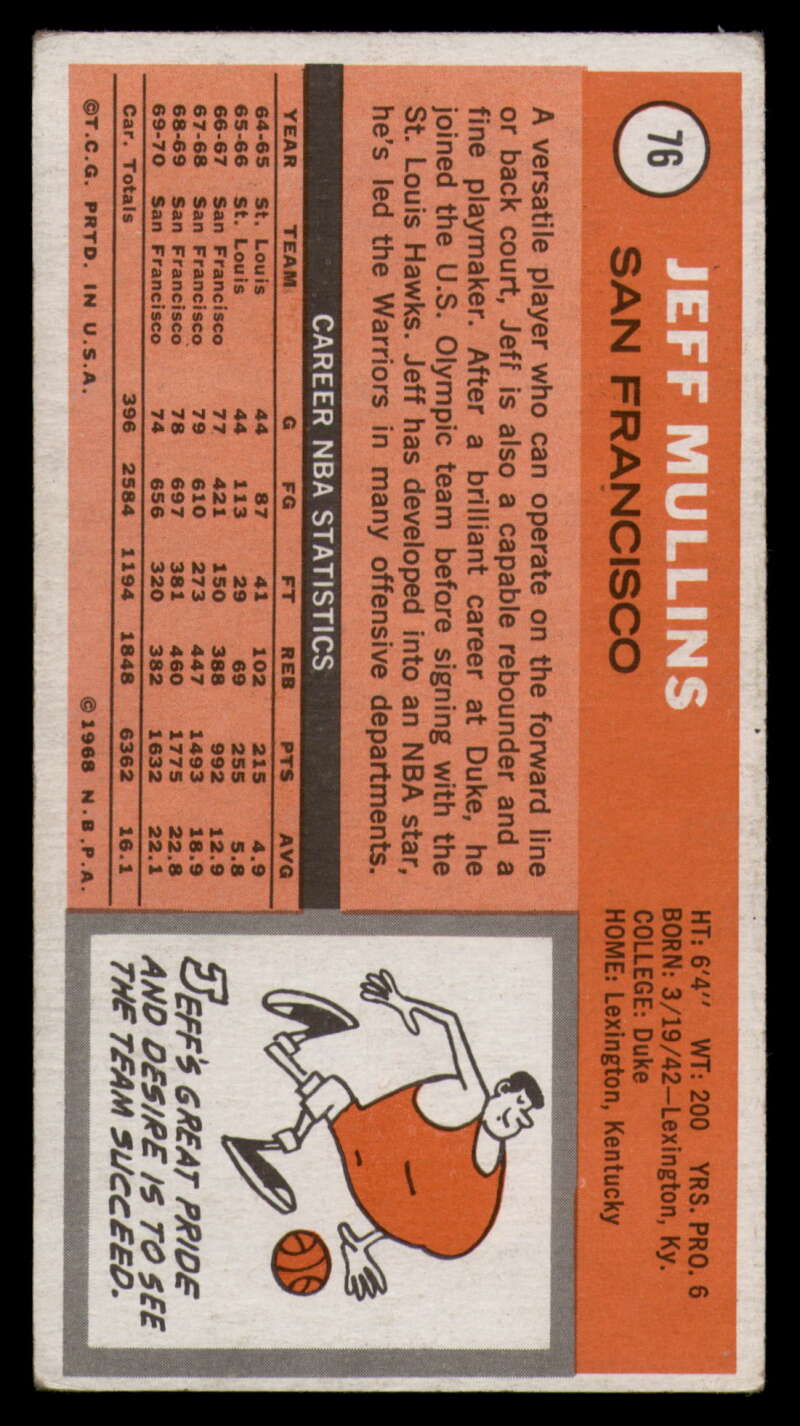 76
JEFF MULLINS
SAN FRANCISCO
HT: 6'4" WT: 200 YRS. PRO. 6
BORN: 3/19/42—Lexington, Ky.
COLLEGE: Duke
HOME: Lexington, Kentucky
A versatile player who can operate on the forward line
or back court, Jeff is also a capable rebounder and a
fine playmaker. After a brilliant career at Duke, he
joined the U.S. Olympic team before signing with the
St. Louis Hawks. Jeff has developed into an NBA star,
he's led the Warriors in many offensive departments.
CAREER NBA STATISTICS
YEAR TEAM G FG FT REB PTS AVG
64-65 St. Louis 44 87 41 102 215 4.9
65-66 St. Louis 44 113 29 69 255 5.8
66-67 San Francisco 77 421 150 388 992 12.9
67-68 San Francisco 79 610 273 447 1493 18.9
68-69 San Francisco 78 697 381 460 1775 22.8
69-70 San Francisco 74 656 320 382 1632 22.1
Car. Totals 396 2584 1194 1848 6362 16.1
©T.C.G. PRTD. IN U.S.A. ©1968 N.B.P.A.
JEFF'S GREAT PRIDE
AND DESIRE IS TO SEE
THE TEAM SUCCEED.